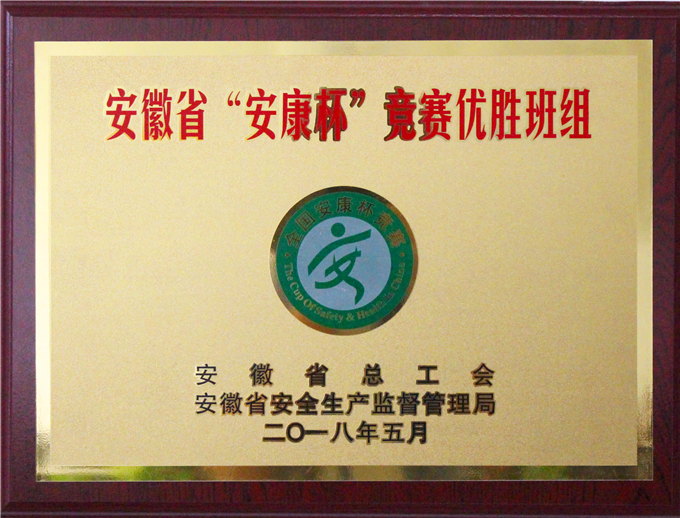 安徽省“安康杯”竞赛优胜班组
全国安康杯竞赛
The Cup Of Safety & Health in China
安徽省总工会
安徽省安全生产监督管理局
二〇一八年五月